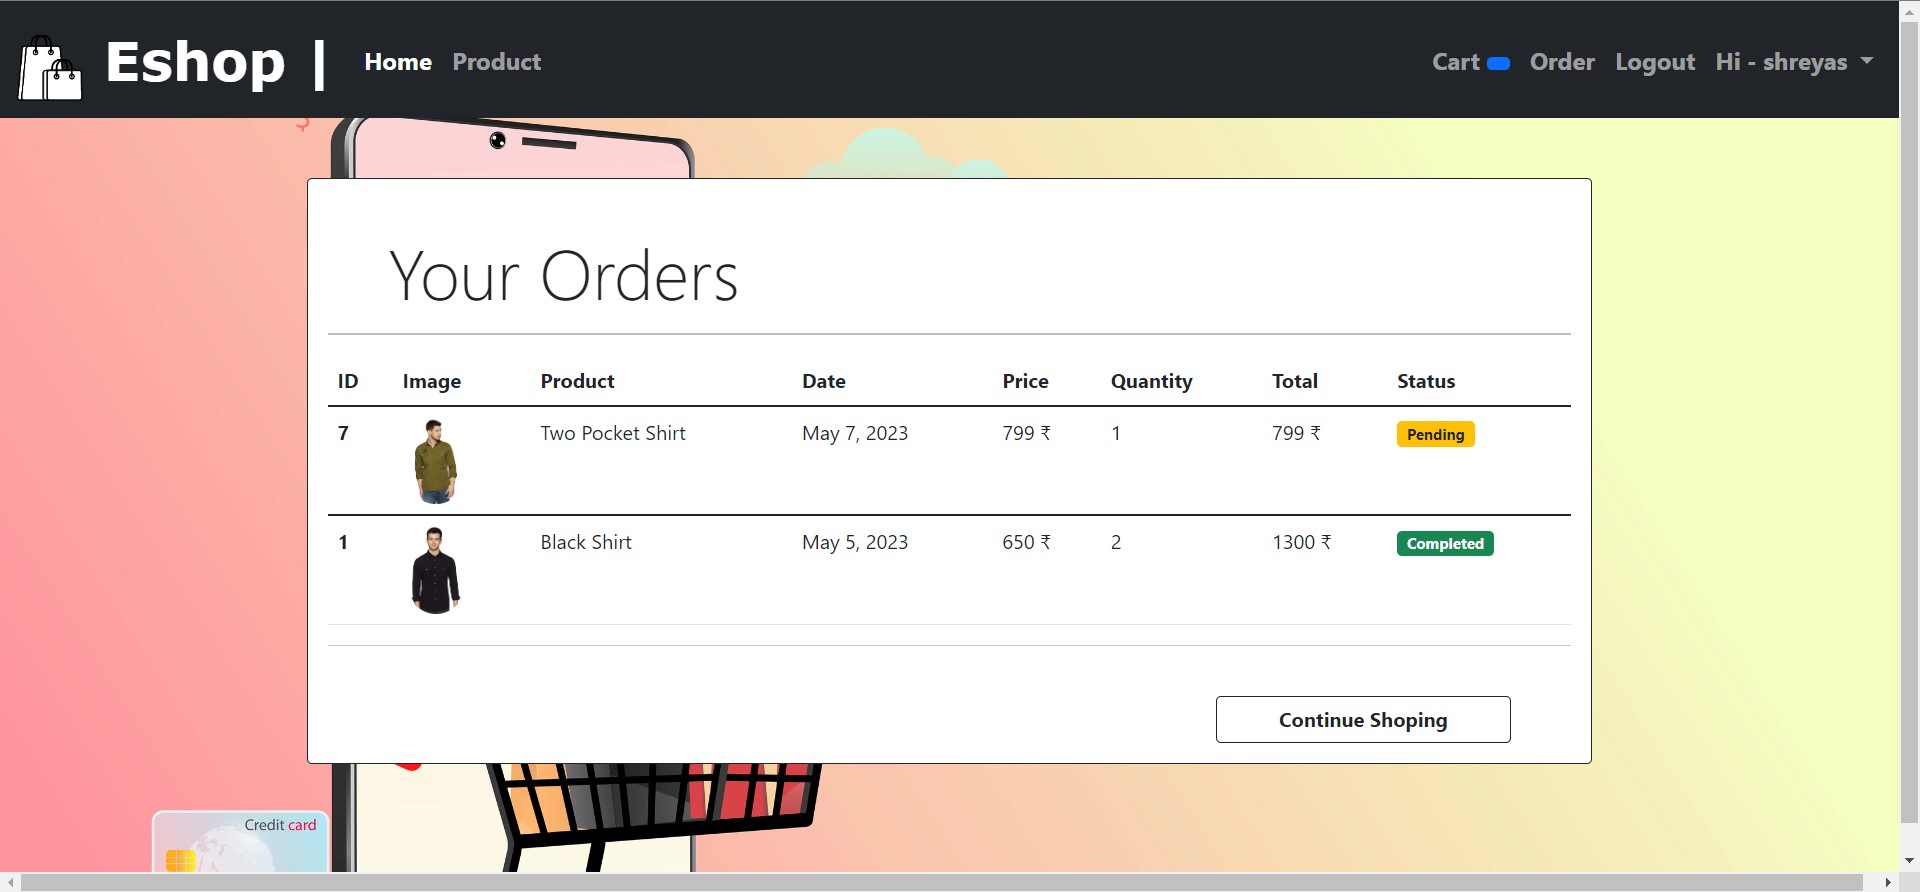 Eshop | Home Product Cart Order Logout Hi - shreyas
Your Orders
ID Image Product Date Price Quantity Total Status
7 Two Pocket Shirt May 7, 2023 799 ₹ 1 799 ₹ Pending
1 Black Shirt May 5, 2023 650 ₹ 2 1300 ₹ Completed
Continue Shoping
Credit card